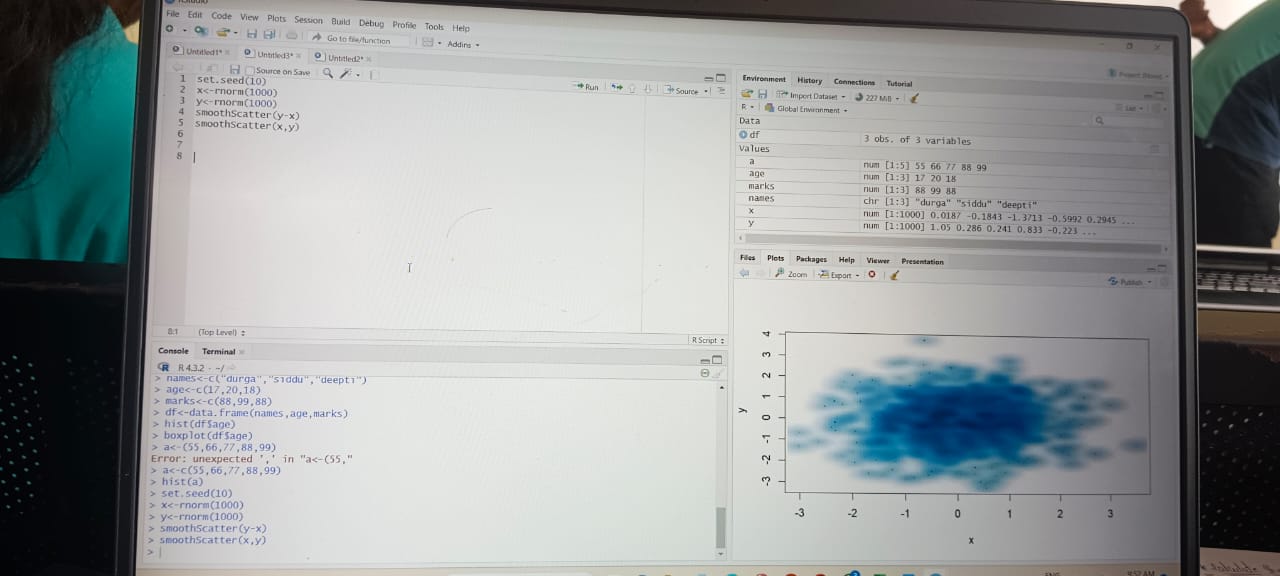 RStudio
File Edit Code View Plots Session Build Debug Profile Tools Help
Go to file/function Addins
Untitled1* Untitled3* Untitled2*
Source on Save Run Source
1 set.seed(10)
2 x<-rnorm(1000)
3 y<-rnorm(1000)
4 smoothScatter(y-x)
5 smoothScatter(x,y)
6
7
8
8:1 (Top Level) R Script
Console Terminal
R 4.3.2 · ~/
> names<-c("durga","siddu","deepti")
> age<-c(17,20,18)
> marks<-c(88,99,88)
> df<-data.frame(names,age,marks)
> hist(df$age)
> boxplot(df$age)
> a<-(55,66,77,88,99)
Error: unexpected ',' in "a<-(55,"
> a<-c(55,66,77,88,99)
> hist(a)
> set.seed(10)
> x<-rnorm(1000)
> y<-rnorm(1000)
> smoothScatter(y-x)
> smoothScatter(x,y)
>
Project: (None)
Environment History Connections Tutorial
Import Dataset 227 MiB
R Global Environment List
Data
df 3 obs. of 3 variables
Values
a num [1:5] 55 66 77 88 99
age num [1:3] 17 20 18
marks num [1:3] 88 99 88
names chr [1:3] "durga" "siddu" "deepti"
x num [1:1000] 0.0187 -0.1843 -1.3713 -0.5992 0.2945 ...
y num [1:1000] 1.05 0.286 0.241 0.833 -0.223 ...
Files Plots Packages Help Viewer Presentation
Zoom Export Publish
4
3
2
1
0
-1
-2
-3
y
-3 -2 -1 0 1 2 3
x
ENG 9:52 AM